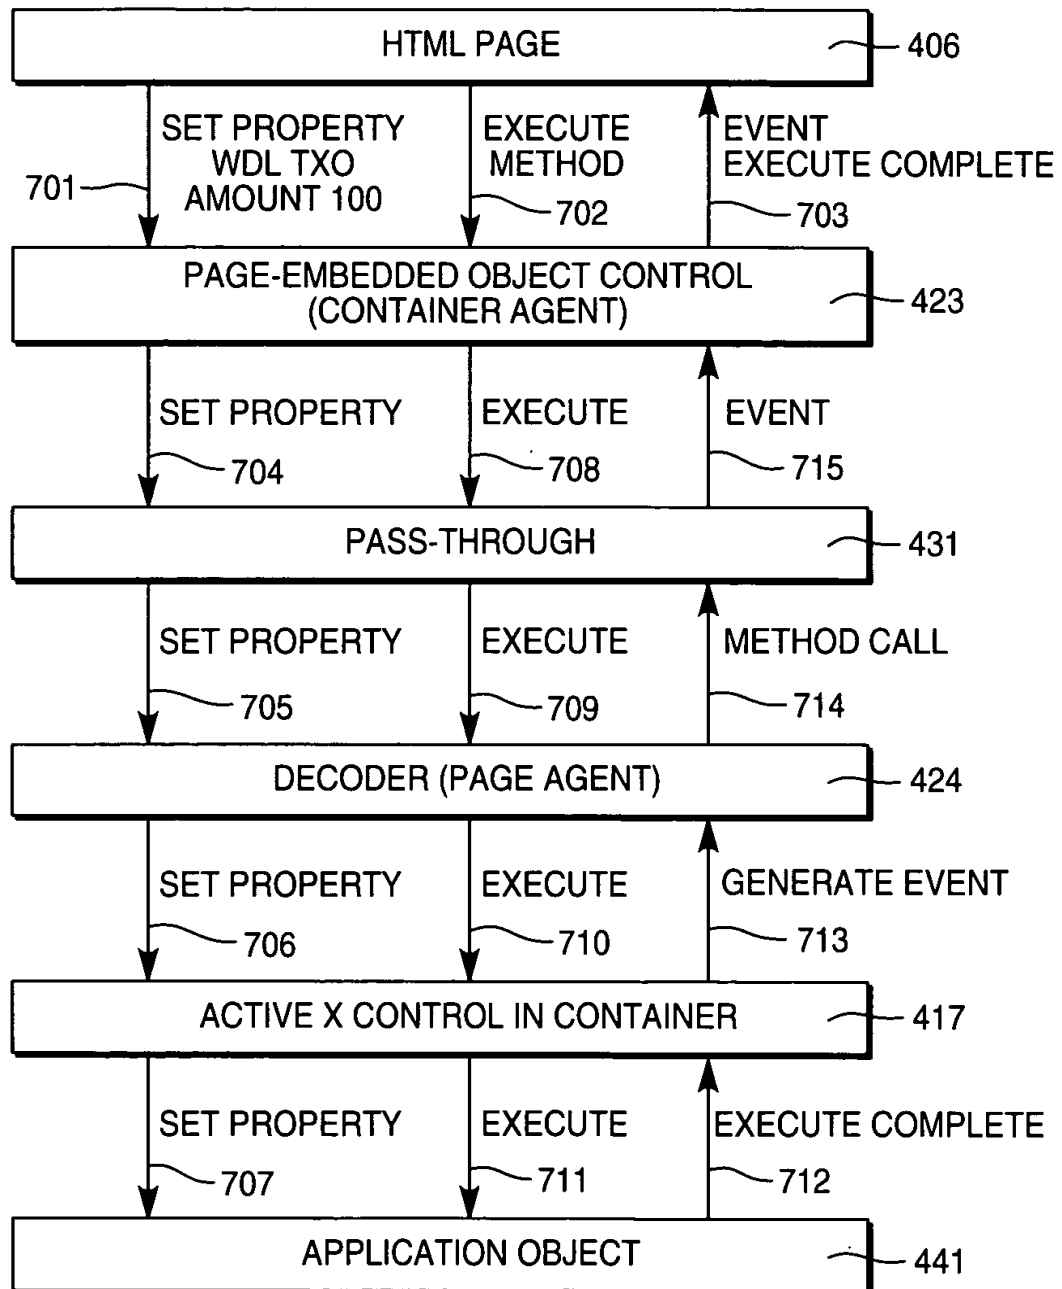 HTML PAGE
406
SET PROPERTY
WDL TXO
AMOUNT 100
701
EXECUTE
METHOD
702
EVENT
EXECUTE COMPLETE
703
PAGE-EMBEDDED OBJECT CONTROL
(CONTAINER AGENT)
423
SET PROPERTY
704
EXECUTE
708
EVENT
715
PASS-THROUGH
431
SET PROPERTY
705
EXECUTE
709
METHOD CALL
714
DECODER (PAGE AGENT)
424
SET PROPERTY
706
EXECUTE
710
GENERATE EVENT
713
ACTIVE X CONTROL IN CONTAINER
417
SET PROPERTY
707
EXECUTE
711
EXECUTE COMPLETE
712
APPLICATION OBJECT
441